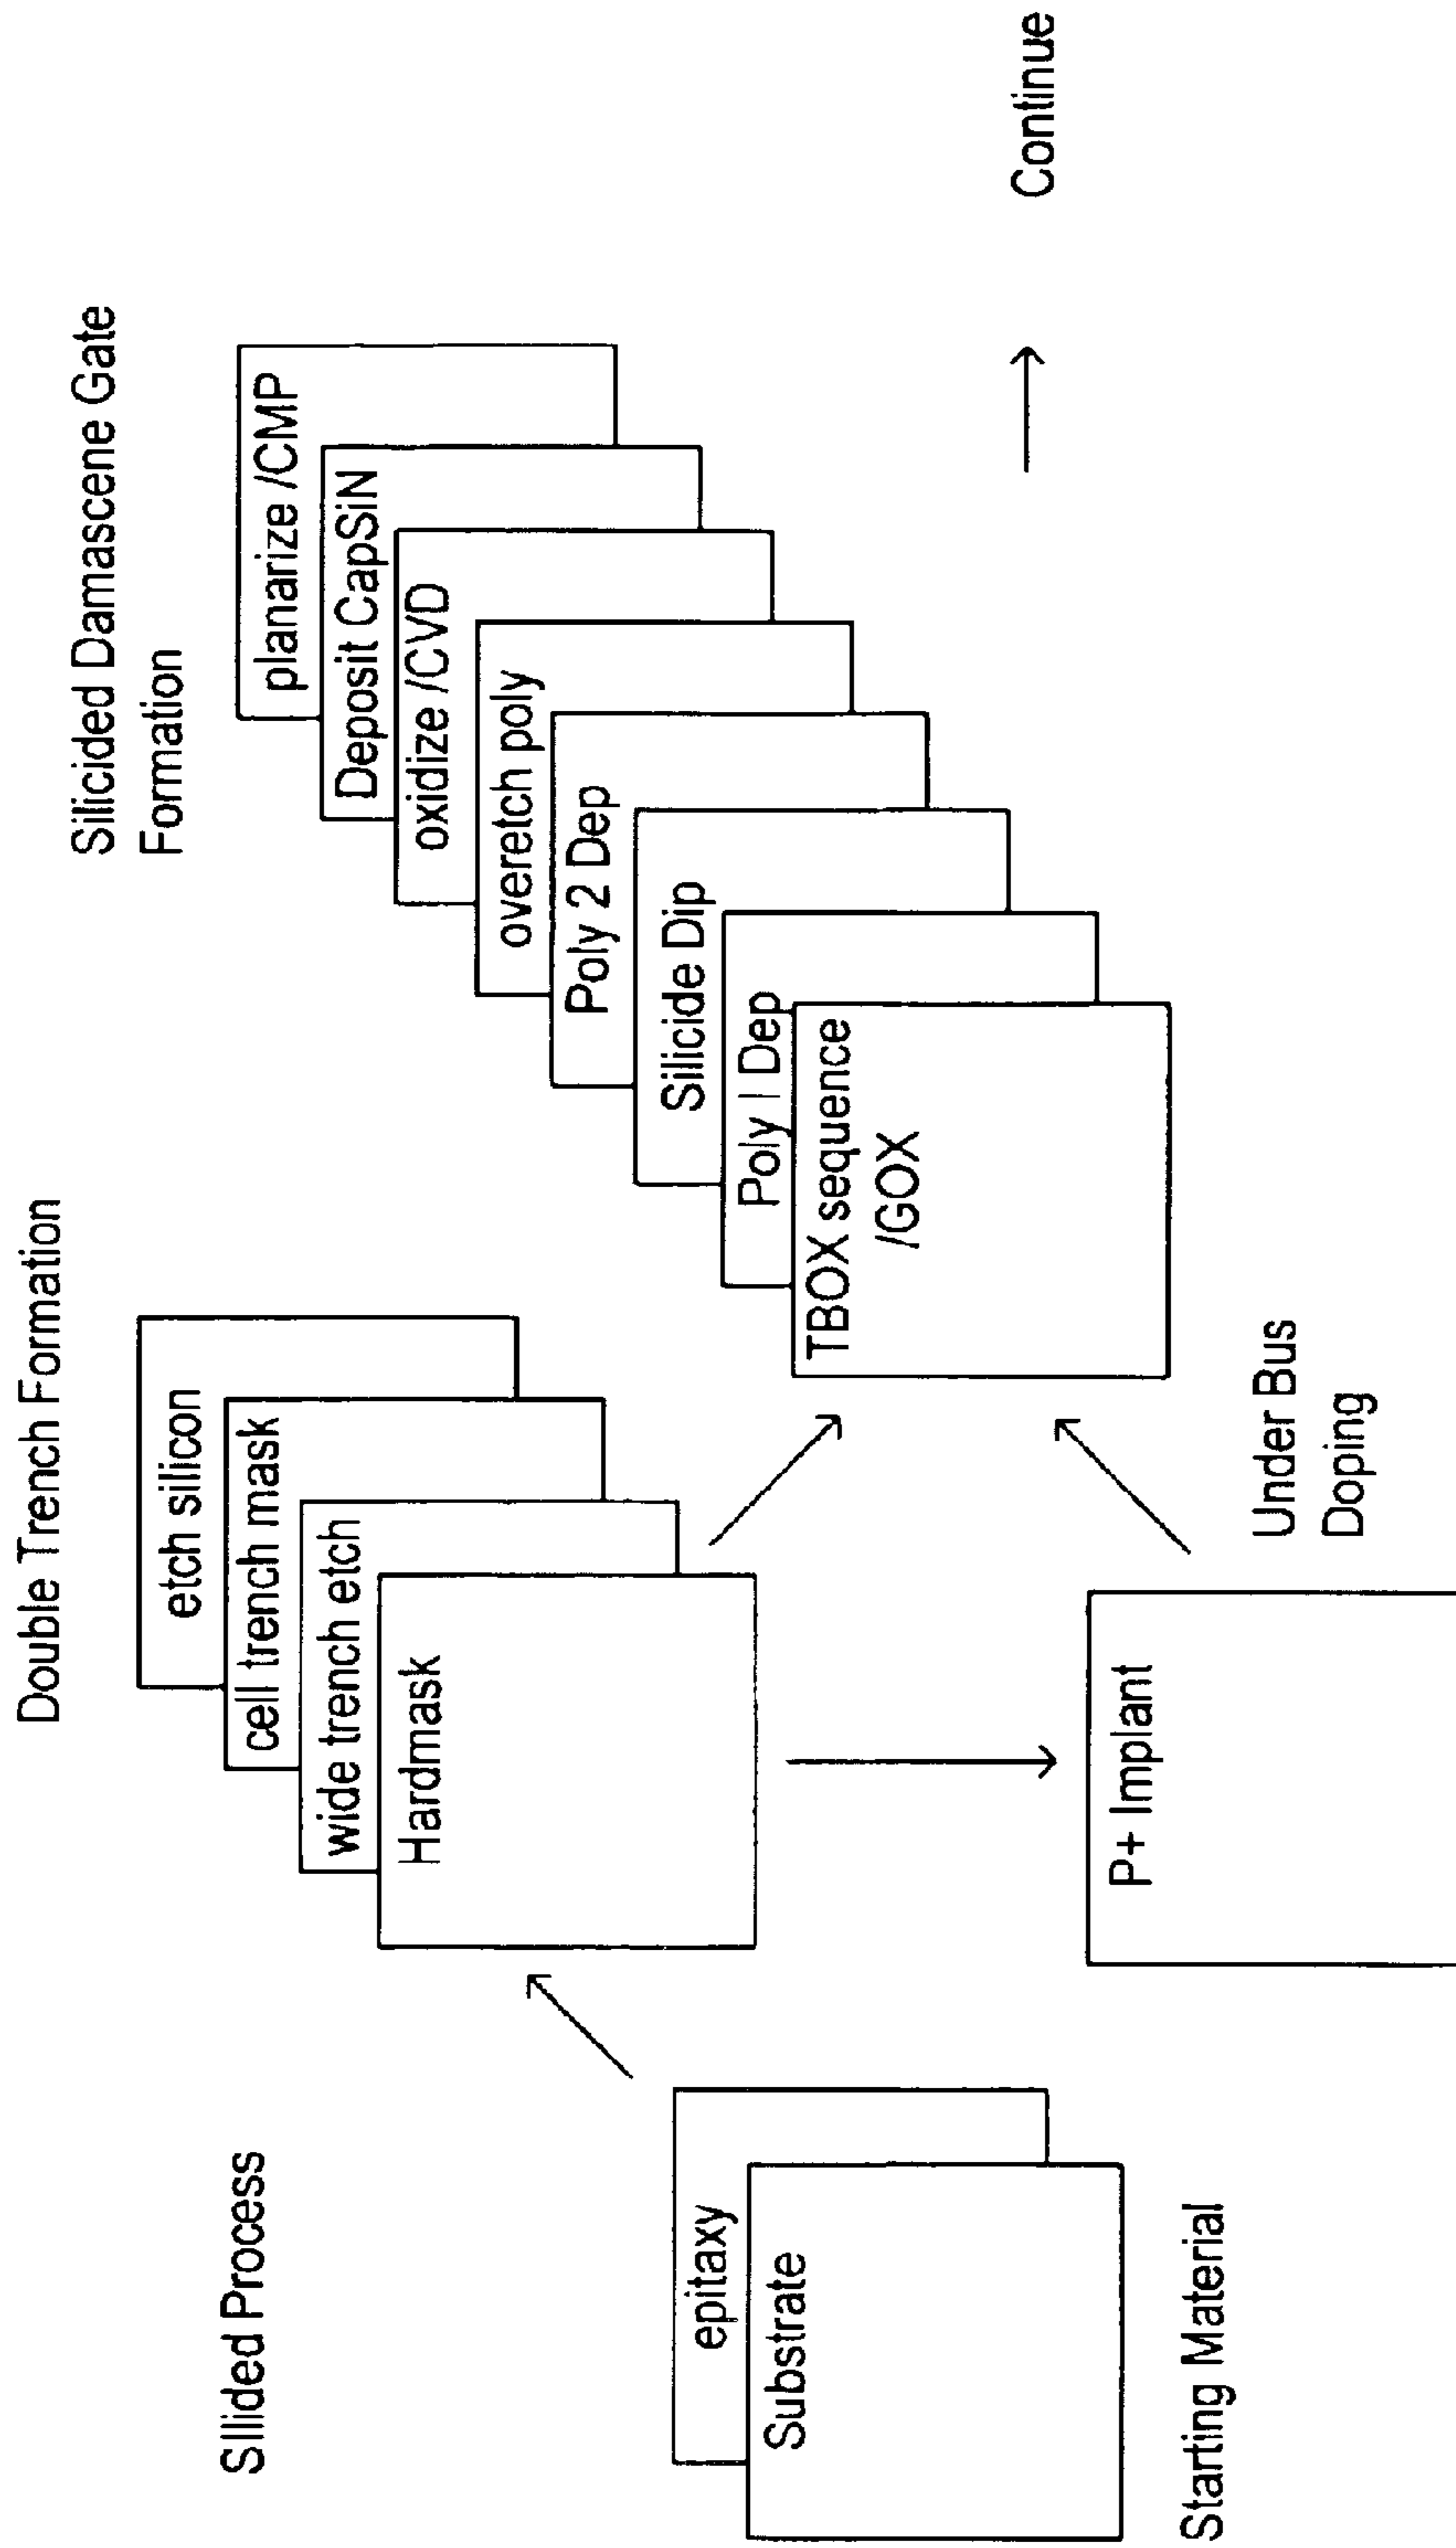 SIlided Process
Double Trench Formation
Silicided Damascene Gate
Formation
epitaxy
Substrate
Starting Material
etch silicon
cell trench mask
wide trench etch
Hardmask
P+ Implant
Under Bus
Doping
planarize /CMP
Deposit CapSiN
oxidize /CVD
overetch poly
Poly 2 Dep
Silicide Dip
Poly I Dep
TBOX sequence
/GOX
Continue